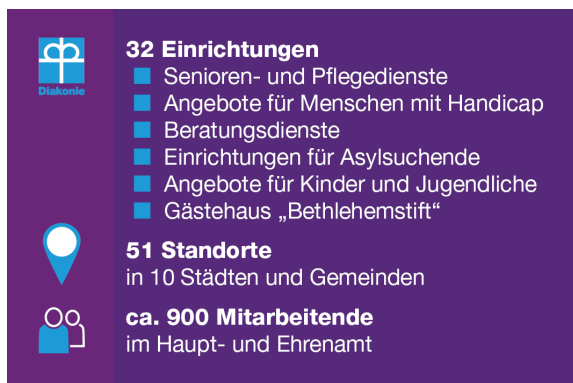 Diakonie
32 Einrichtungen
Senioren- und Pflegedienste
Angebote für Menschen mit Handicap
Beratungsdienste
Einrichtungen für Asylsuchende
Angebote für Kinder und Jugendliche
Gästehaus „Bethlehemstift“
51 Standorte
in 10 Städten und Gemeinden
ca. 900 Mitarbeitende
im Haupt- und Ehrenamt